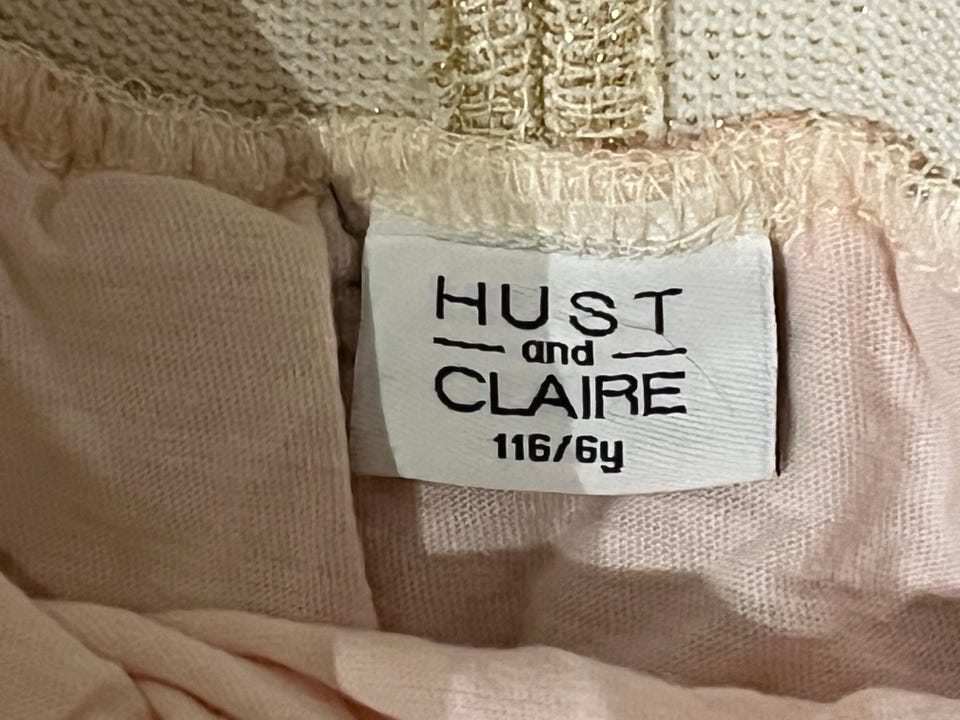 HUST
and
CLAIRE
116/6y